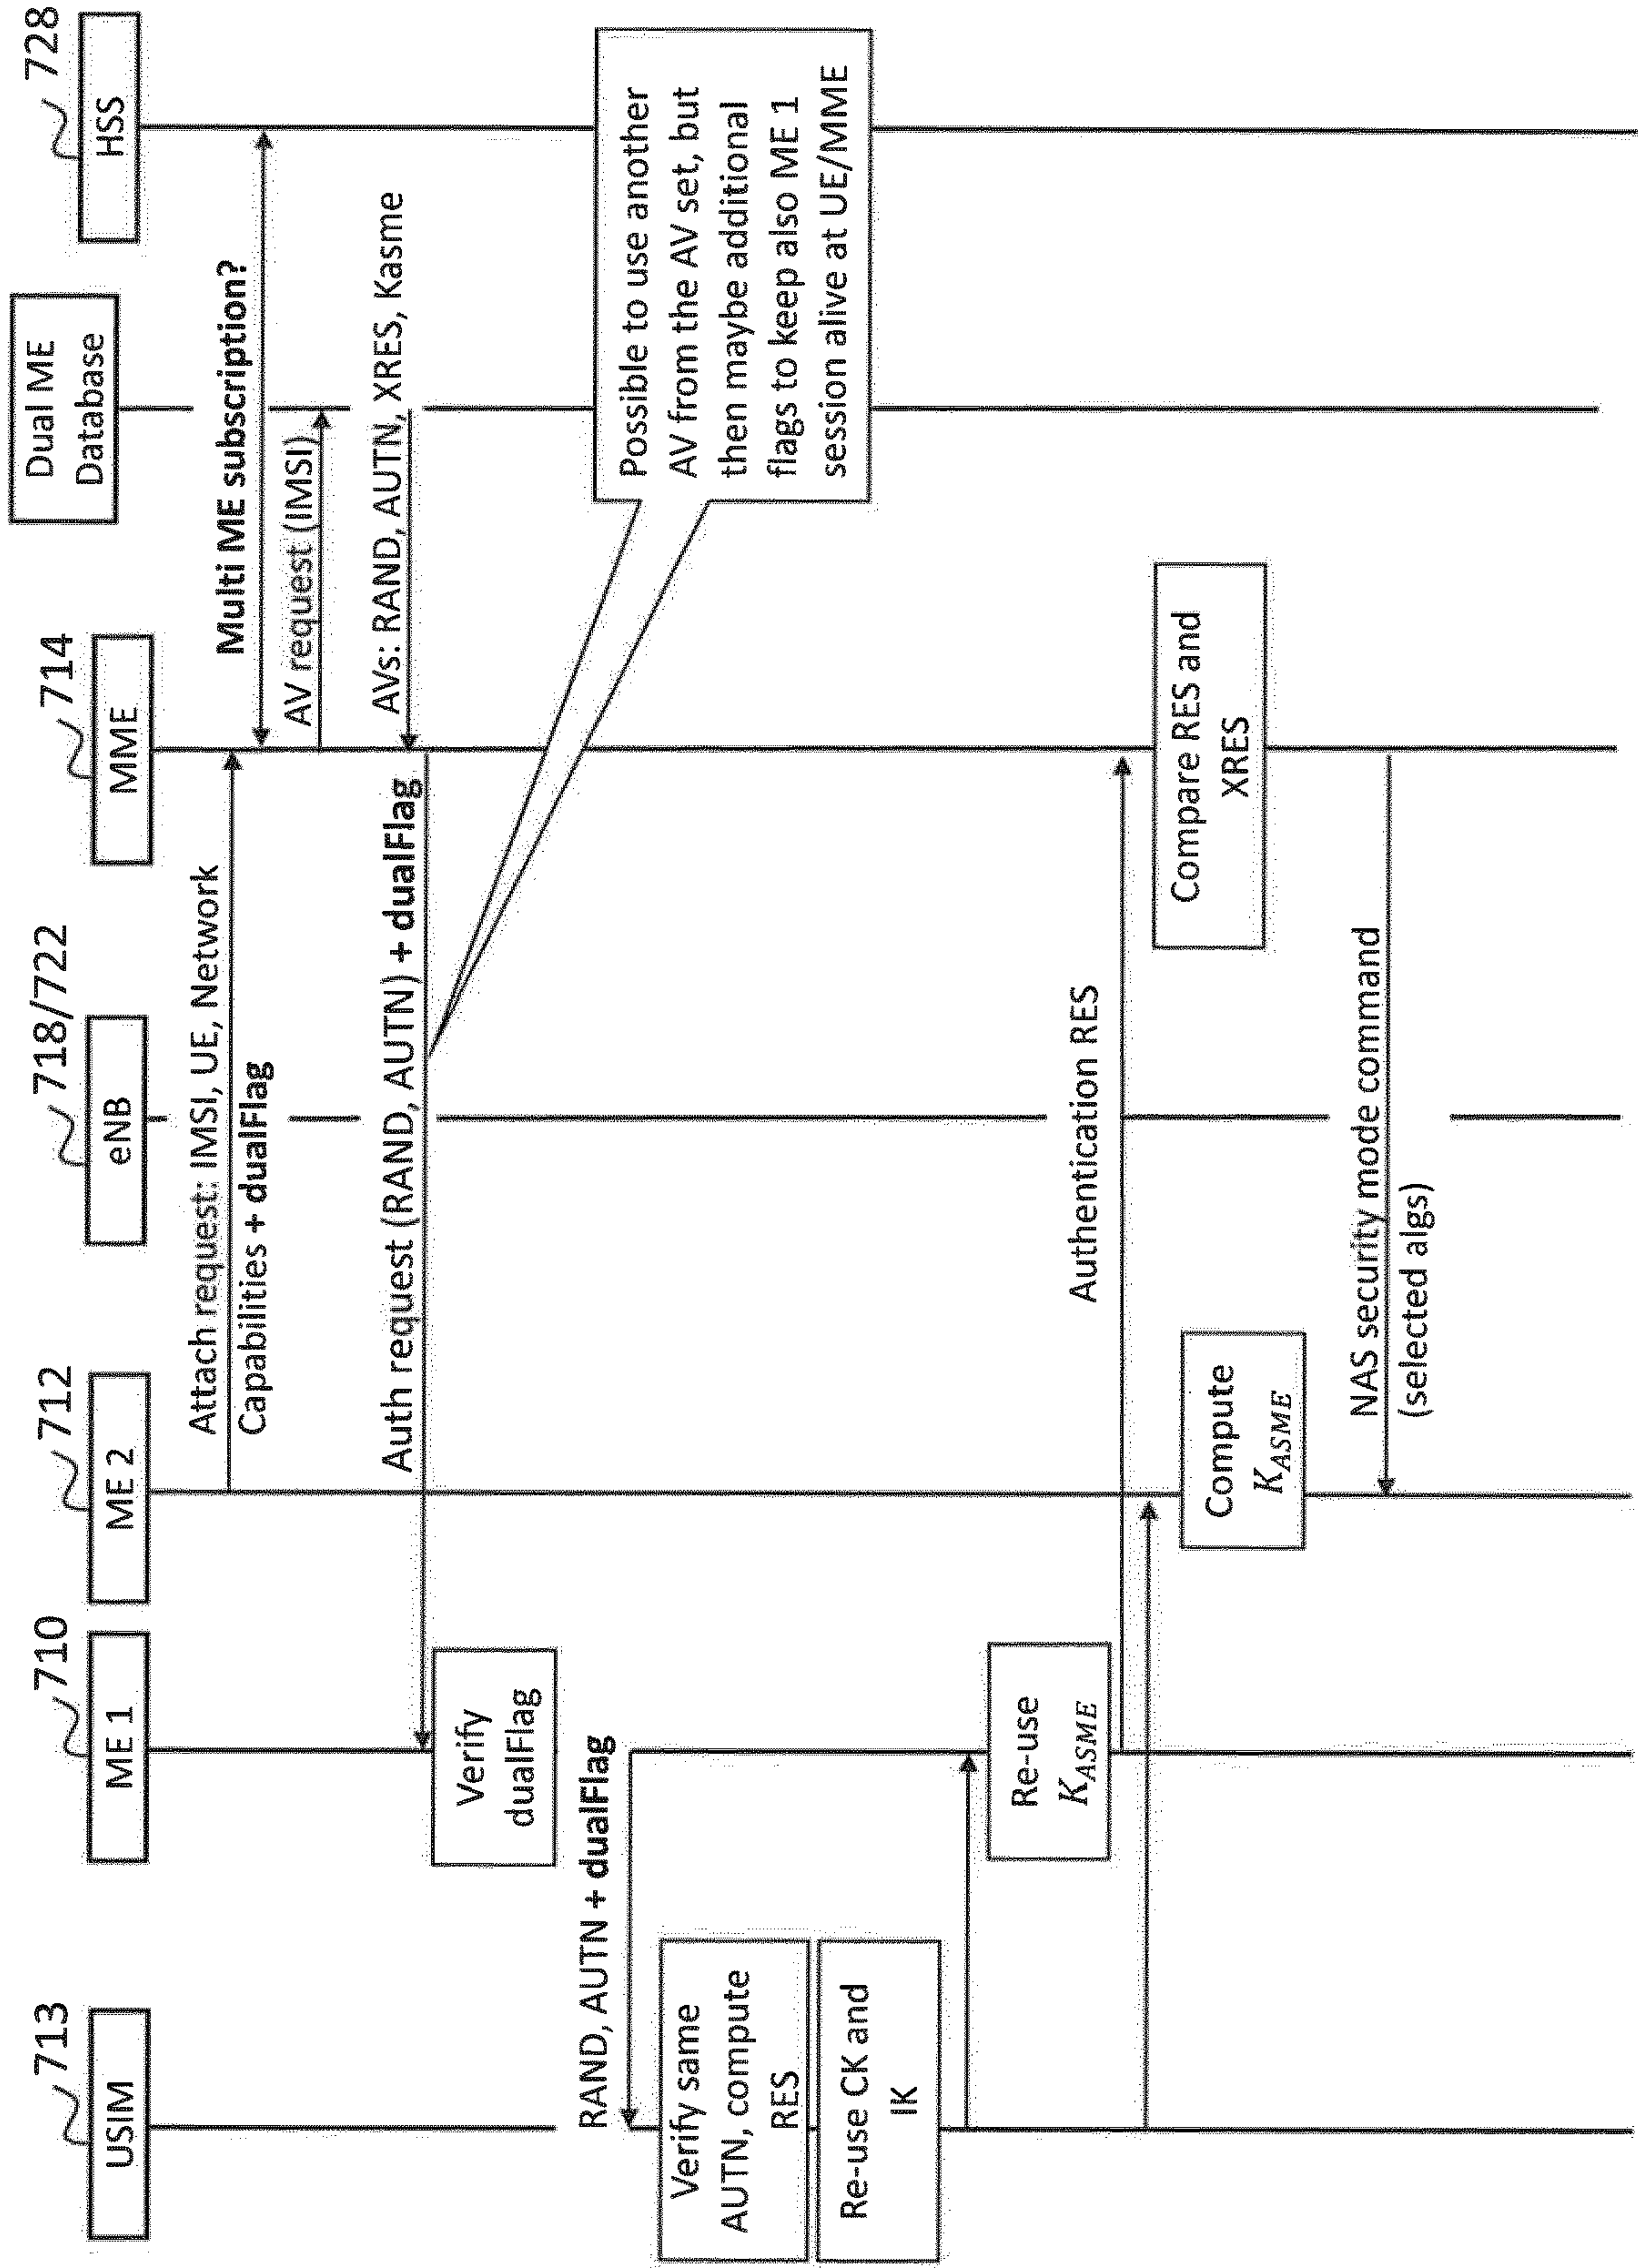 713
USIM
710
ME 1
712
ME 2
718/722
eNB
714
MME
Dual ME
Database
728
HSS
Attach request: IMSI, UE, Network
Capabilities + dualFlag
Multi ME subscription?
AV request (IMSI)
AVs: RAND, AUTN, XRES, Kasme
Auth request (RAND, AUTN) + dualFlag
Verify
dualFlag
Possible to use another
AV from the AV set, but
then maybe additional
flags to keep also ME 1
session alive at UE/MME
RAND, AUTN + dualFlag
Verify same
AUTN, compute
RES
Re-use CK and
IK
Re-use
KASME
Authentication RES
Compute
KASME
Compare RES and
XRES
NAS security mode command
(selected algs)